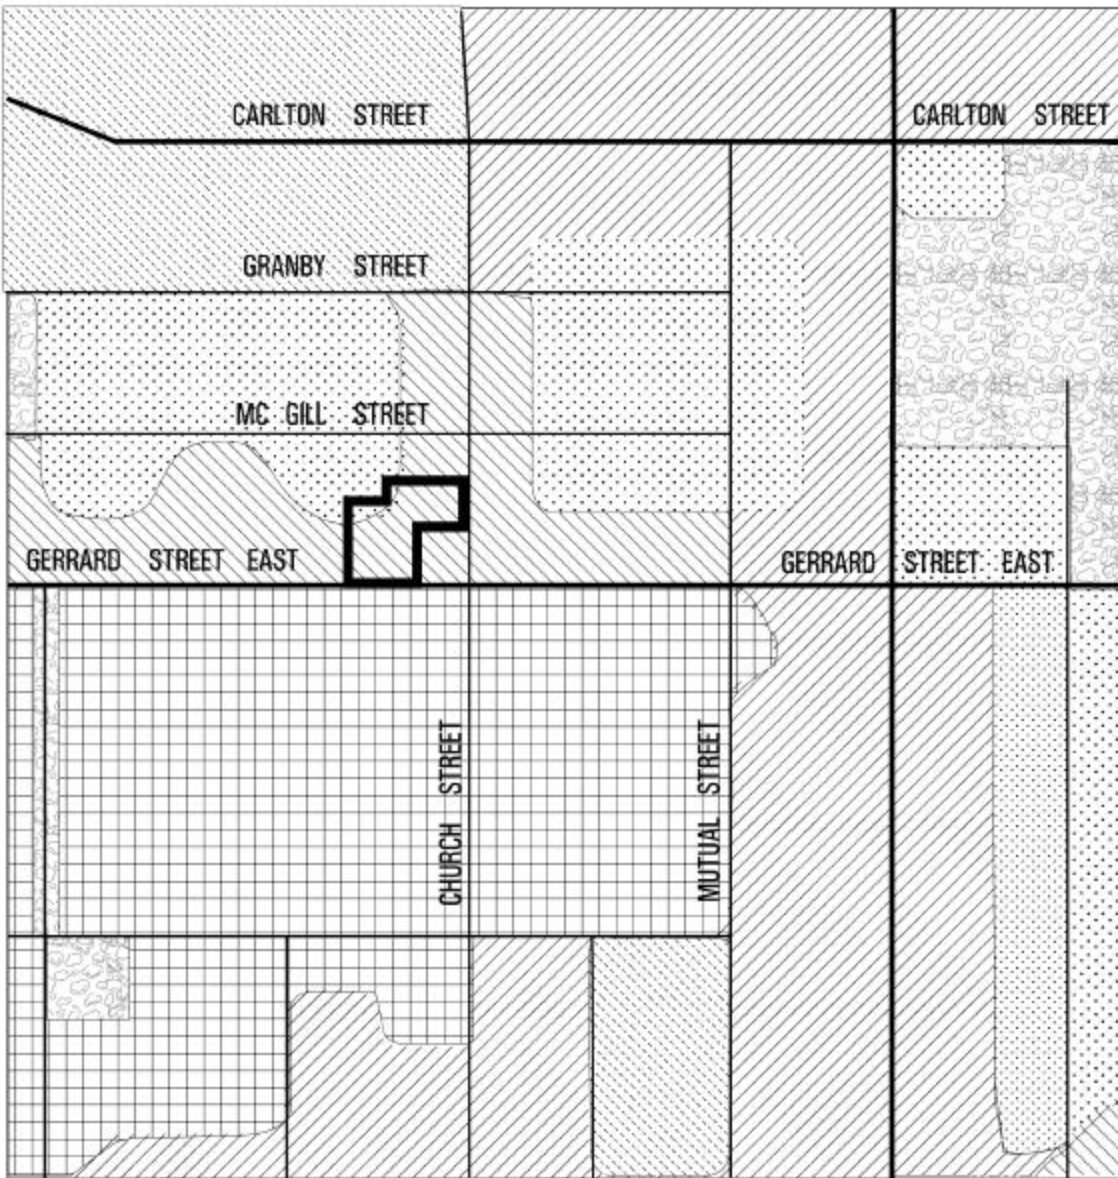 CARLTON STREET
CARLTON STREET
GRANBY STREET
MC GILL STREET
GERRARD STREET EAST
GERRARD STREET EAST
CHURCH STREET
MUTUAL STREET